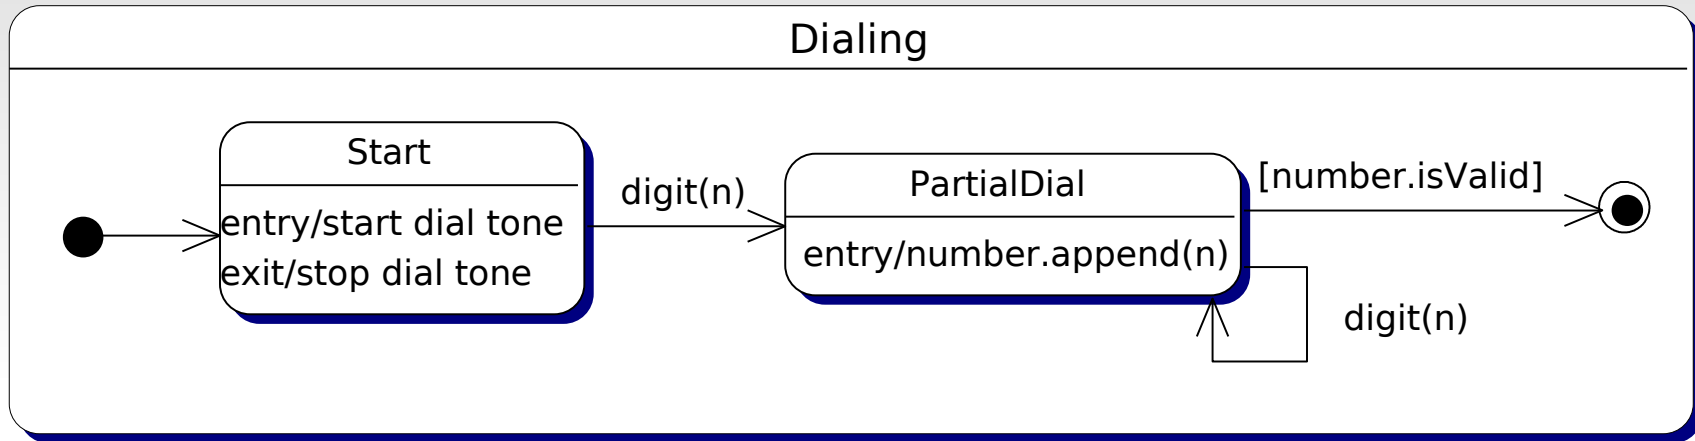 Dialing
Start
entry/start dial tone
exit/stop dial tone
digit(n)
PartialDial
entry/number.append(n)
[number.isValid]
digit(n)